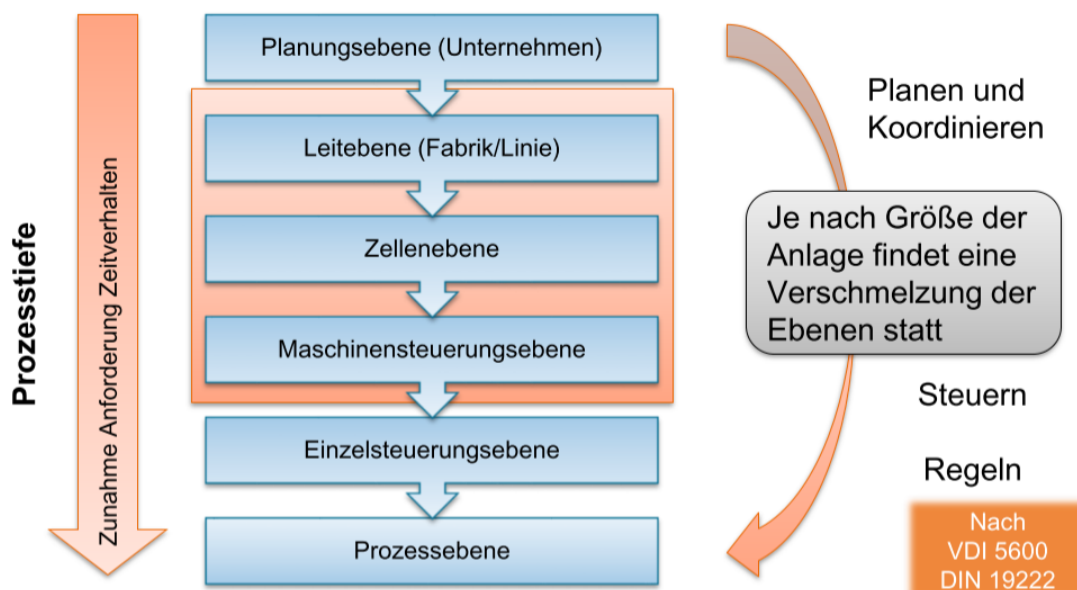 Prozesstiefe
Zunahme Anforderung Zeitverhalten
Planungsebene (Unternehmen)
Leitebene (Fabrik/Linie)
Zellenebene
Maschinensteuerungsebene
Einzelsteuerungsebene
Prozessebene
Planen und
Koordinieren
Je nach Größe der
Anlage findet eine
Verschmelzung der
Ebenen statt
Steuern
Regeln
Nach
VDI 5600
DIN 19222